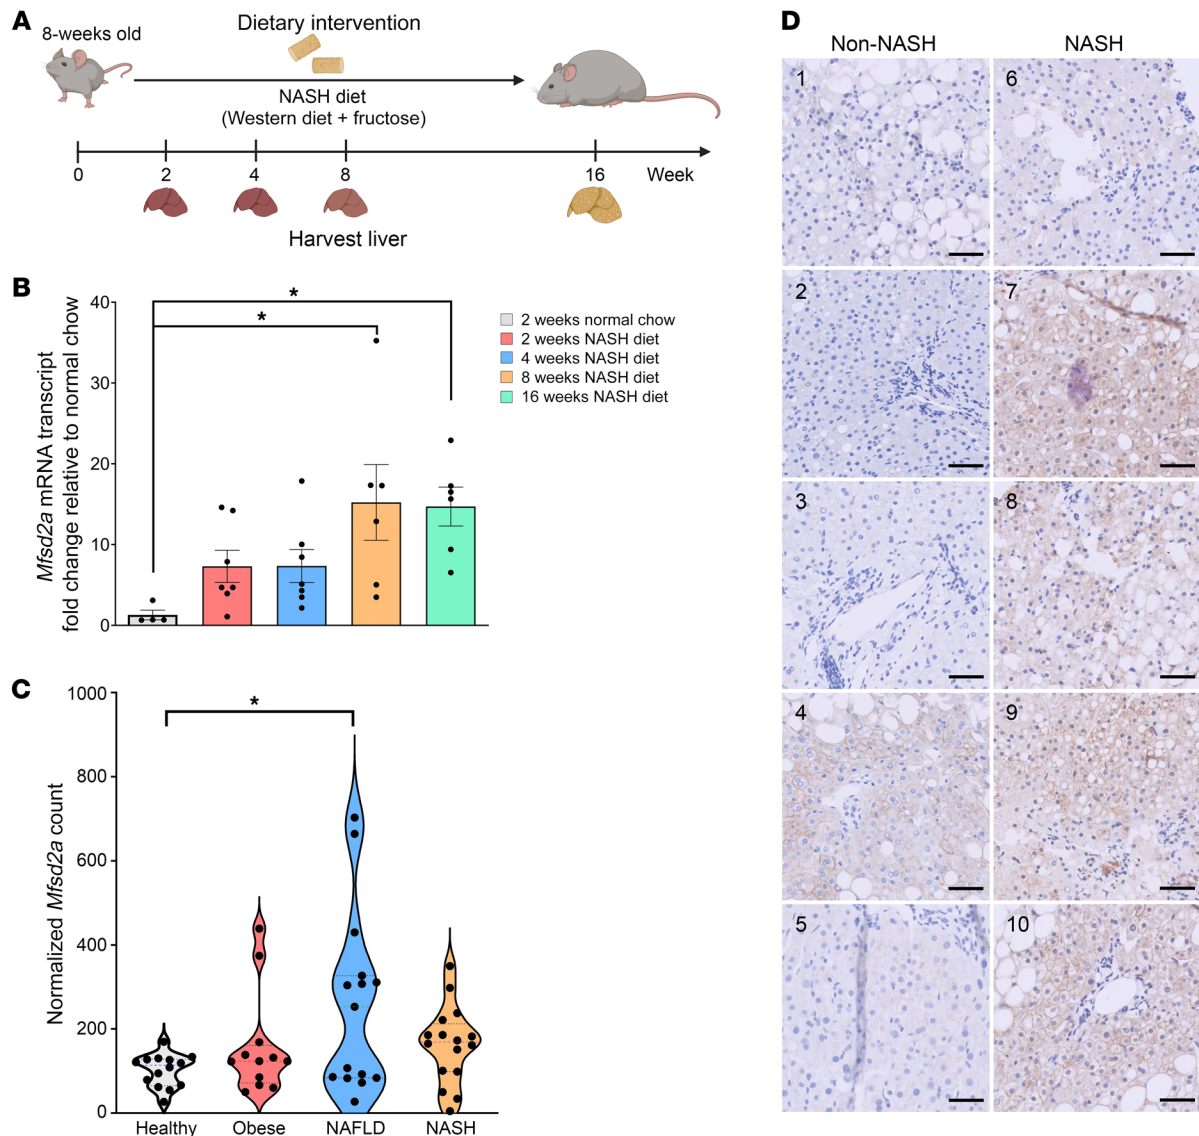 A
8-weeks old
Dietary intervention
NASH diet
(Western diet + fructose)
0 2 4 8 16 Week
Harvest liver
B
Mfsd2a mRNA transcript
fold change relative to normal chow
40
30
20
10
0
*
*
2 weeks normal chow
2 weeks NASH diet
4 weeks NASH diet
8 weeks NASH diet
16 weeks NASH diet
C
Normalized Mfsd2a count
1000
800
600
400
200
0
*
Healthy Obese NAFLD NASH
D
Non-NASH NASH
1 6
2 7
3 8
4 9
5 10